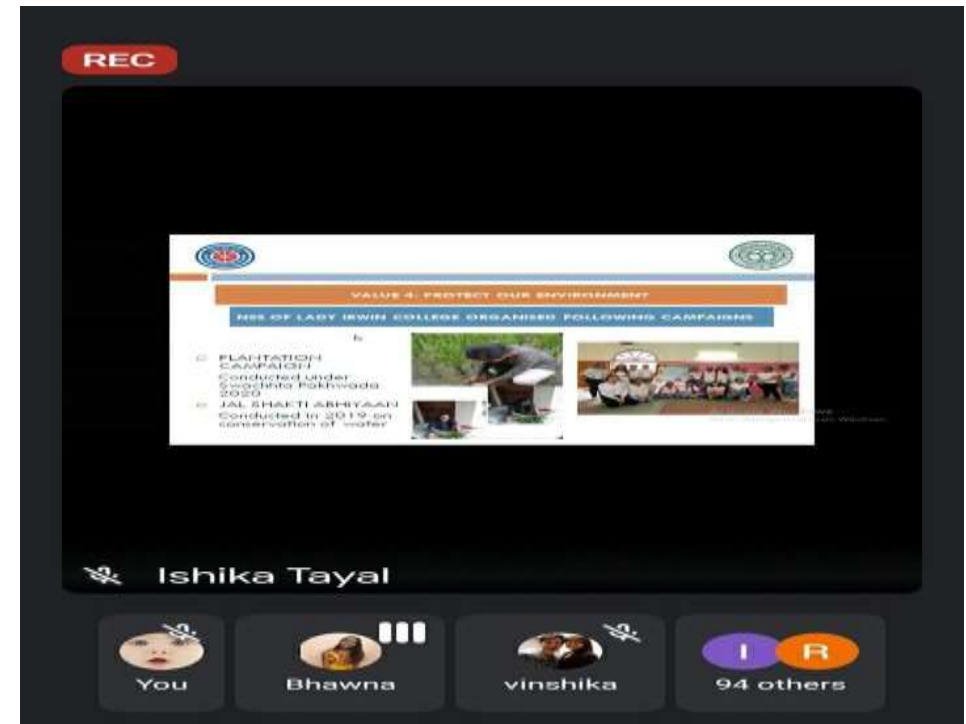 REC
VALUE 4: PROTECT OUR ENVIRONMENT
NSS OF LADY IRWIN COLLEGE ORGANISED FOLLOWING CAMPAIGNS
PLANTATION
CAMPAIGN
Conducted under
Swachhta Pakhwada
2020
JAL SHAKTI ABHIYAAN
Conducted in 2019 on
conservation of water
Ishika Tayal
You
Bhawna
vinshika
I
R
94 others